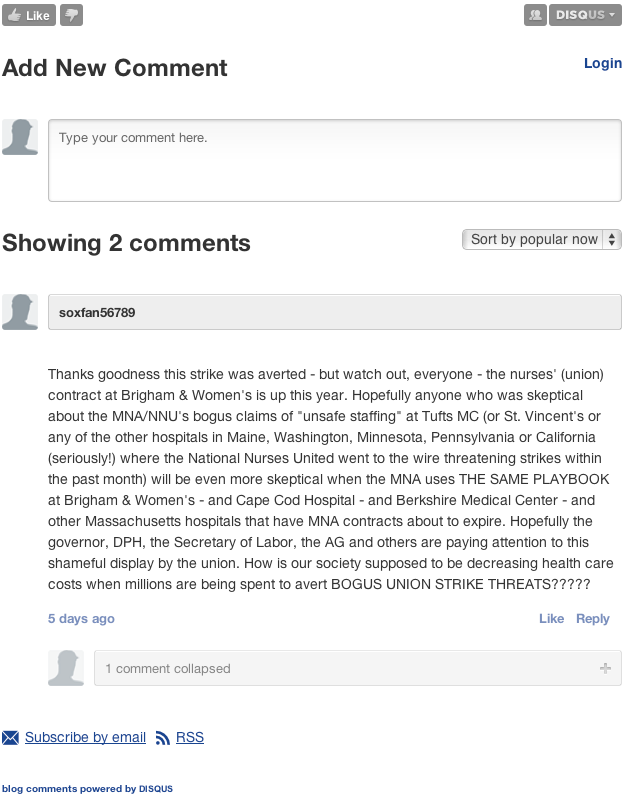 Like
DISQUS
Add New Comment
Login
Type your comment here.
Showing 2 comments
Sort by popular now
soxfan56789
Thanks goodness this strike was averted - but watch out, everyone - the nurses' (union)
contract at Brigham & Women's is up this year. Hopefully anyone who was skeptical
about the MNA/NNU's bogus claims of "unsafe staffing" at Tufts MC (or St. Vincent's or
any of the other hospitals in Maine, Washington, Minnesota, Pennsylvania or California
(seriously!) where the National Nurses United went to the wire threatening strikes within
the past month) will be even more skeptical when the MNA uses THE SAME PLAYBOOK
at Brigham & Women's - and Cape Cod Hospital - and Berkshire Medical Center - and
other Massachusetts hospitals that have MNA contracts about to expire. Hopefully the
governor, DPH, the Secretary of Labor, the AG and others are paying attention to this
shameful display by the union. How is our society supposed to be decreasing health care
costs when millions are being spent to avert BOGUS UNION STRIKE THREATS?????
5 days ago
Like Reply
1 comment collapsed
Subscribe by email RSS
blog comments powered by DISQUS